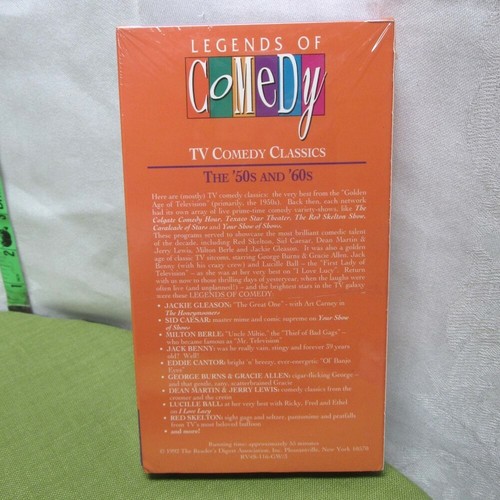 LEGENDS OF
COMeDy
TV COMEDY CLASSICS
THE '50S AND '60S
Here are (mostly) TV comedy classics: the very best from the "Golden
Age of Television" (primarily, the 1950s). Back then, each network
had its own array of live prime-time comedy variety-shows, like The
Colgate Comedy Hour, Texaco Star Theater, The Red Skelton Show,
Cavalcade of Stars and Your Show of Shows.
These programs served to showcase the most brilliant comedic talent
of the decade, including Red Skelton, Sid Caesar, Dean Martin &
Jerry Lewis, Milton Berle and Jackie Gleason. It was also a golden
age of classic TV sitcoms, starring George Burns & Gracie Allen, Jack
Benny (with his crazy crew) and Lucille Ball – the "First Lady of
Television" – as she was at her very best on "I Love Lucy". Return
with us now to those thrilling days of yesteryear, when the laughs were
often live (and unplanned!) – and the brightest stars in the TV galaxy
were these LEGENDS OF COMEDY:
• JACKIE GLEASON: "The Great One" – with Art Carney in
The Honeymooners
• SID CAESAR: master mime and comic supreme on Your Show
of Shows
• MILTON BERLE: "Uncle Miltie," the "Thief of Bad Gags" –
who became famous as "Mr. Television"
• JACK BENNY: was he really vain, stingy and forever 39 years
old? Well!
• EDDIE CANTOR: bright 'n' bouncy, ever-energetic "Ol' Banjo
Eyes"
• GEORGE BURNS & GRACIE ALLEN: cigar-flicking George –
and that gentle, zany, scatterbrained Gracie
• DEAN MARTIN & JERRY LEWIS: comedy classics from the
crooner and the comic
• LUCILLE BALL: at her very best with Ricky, Fred and Ethel
on I Love Lucy
• RED SKELTON: sight gags and satire, pantomime and pratfalls
from TV's most beloved buffoon
• and more!
Running time: approximately 50 minutes
© 1992 The Reader's Digest Association, Inc. Pleasantville, New York 10570